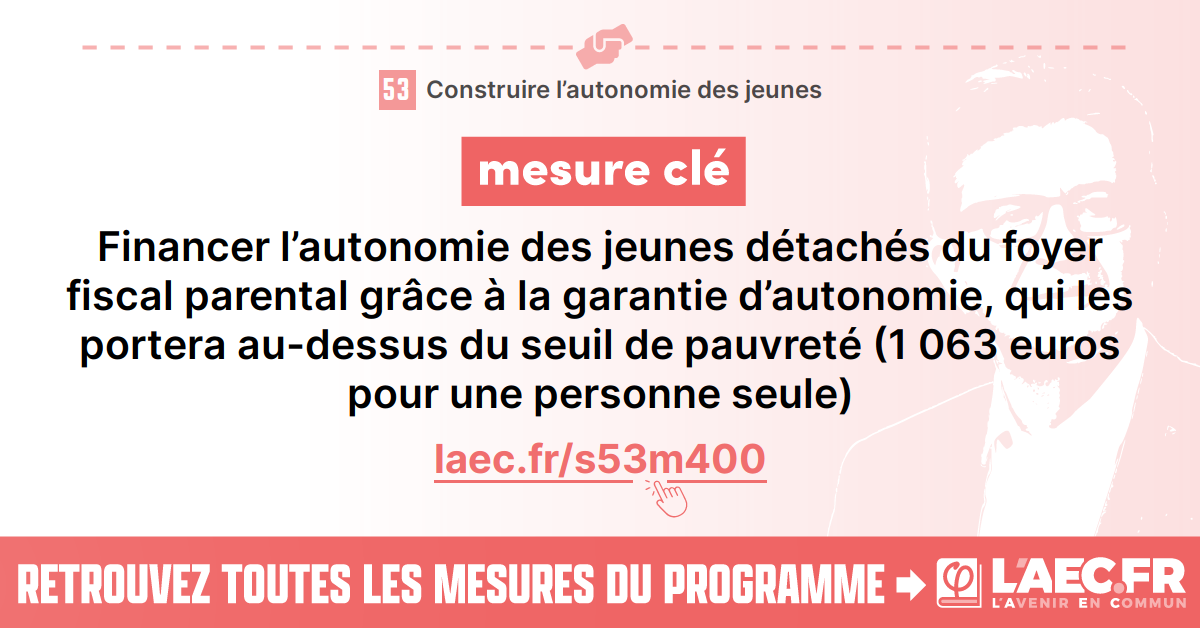 53 Construire l’autonomie des jeunes
mesure clé
Financer l’autonomie des jeunes détachés du foyer
fiscal parental grâce à la garantie d’autonomie, qui les
portera au-dessus du seuil de pauvreté (1 063 euros
pour une personne seule)
laec.fr/s53m400
RETROUVEZ TOUTES LES MESURES DU PROGRAMME
φ L’AEC.FR
L’AVENIR EN COMMUN